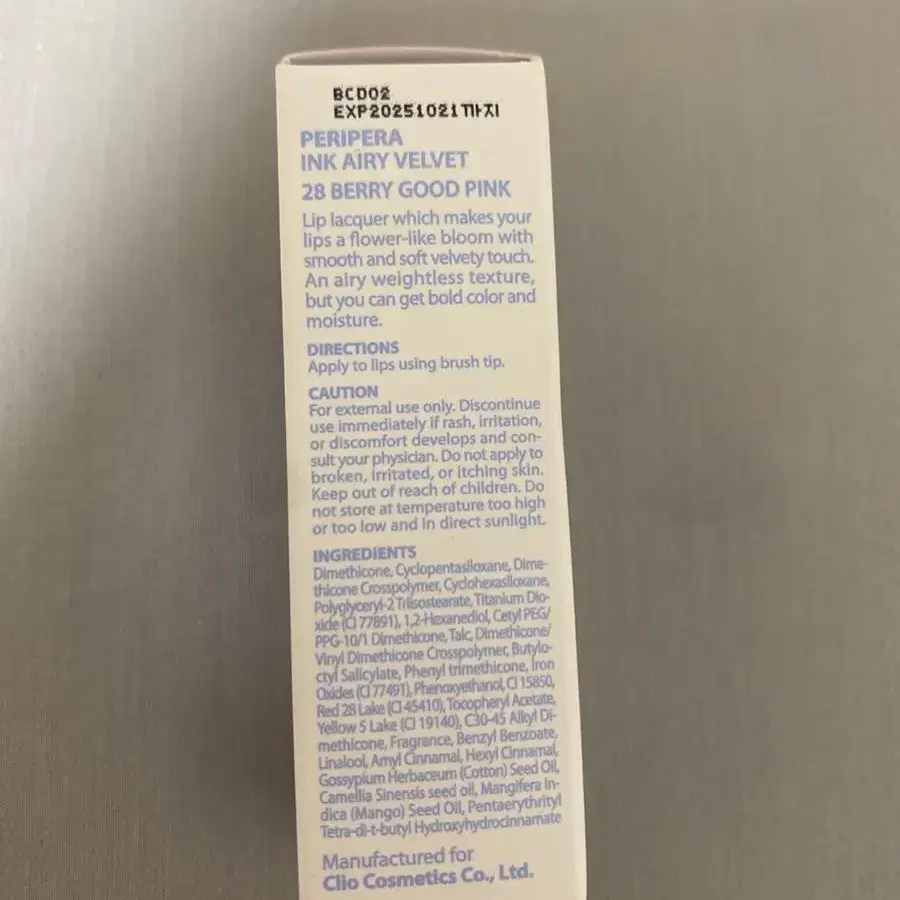 BCD02
EXP20251021까지
PERIPERA
INK AIRY VELVET
28 BERRY GOOD PINK
Lip lacquer which makes your
lips a flower-like bloom with
smooth and soft velvety touch.
An airy weightless texture,
but you can get bold color and
moisture.
DIRECTIONS
Apply to lips using brush tip.
CAUTION
For external use only. Discontinue
use immediately if rash, irritation,
or discomfort develops and con-
sult your physician. Do not apply to
broken, irritated, or itching skin.
Keep out of reach of children. Do
not store at temperature too high
or too low and in direct sunlight.
INGREDIENTS
Dimethicone, Cyclopentasiloxane, Dime-
thicone Crosspolymer, Cyclohexasiloxane,
Polyglyceryl-2 Triisostearate, Titanium Dio-
xide (CI 77891), 1,2-Hexanediol, Cetyl PEG/
PPG-10/1 Dimethicone, Talc, Dimethicone/
Vinyl Dimethicone Crosspolymer, Butylo-
ctyl Salicylate, Phenyl trimethicone, Iron
Oxides (CI 77491), Phenoxyethanol, CI 15850,
Red 28 Lake (CI 45410), Tocopheryl Acetate,
Yellow 5 Lake (CI 19140), C30-45 Alkyl Di-
methicone, Fragrance, Benzyl Benzoate,
Linalool, Amyl Cinnamal, Hexyl Cinnamal,
Gossypium Herbaceum (Cotton) Seed Oil,
Camellia Sinensis seed oil, Mangifera In-
dica (Mango) Seed Oil, Pentaerythrityl
Tetra-di-t-butyl Hydroxyhydrocinnamate
Manufactured for
Clio Cosmetics Co., Ltd.